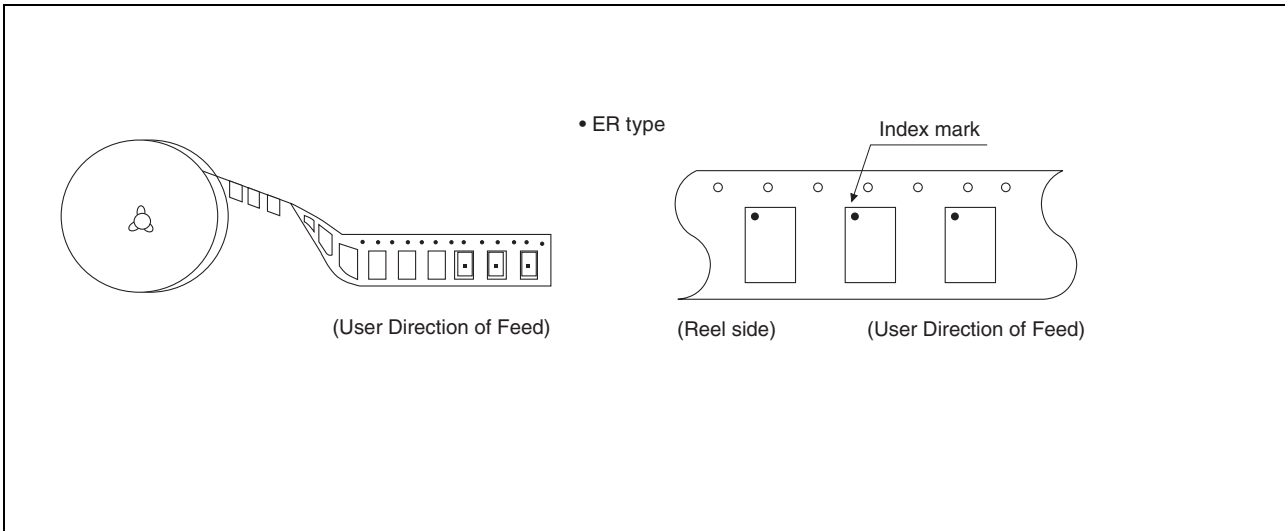 • ER type
Index mark
(User Direction of Feed)
(Reel side)
(User Direction of Feed)